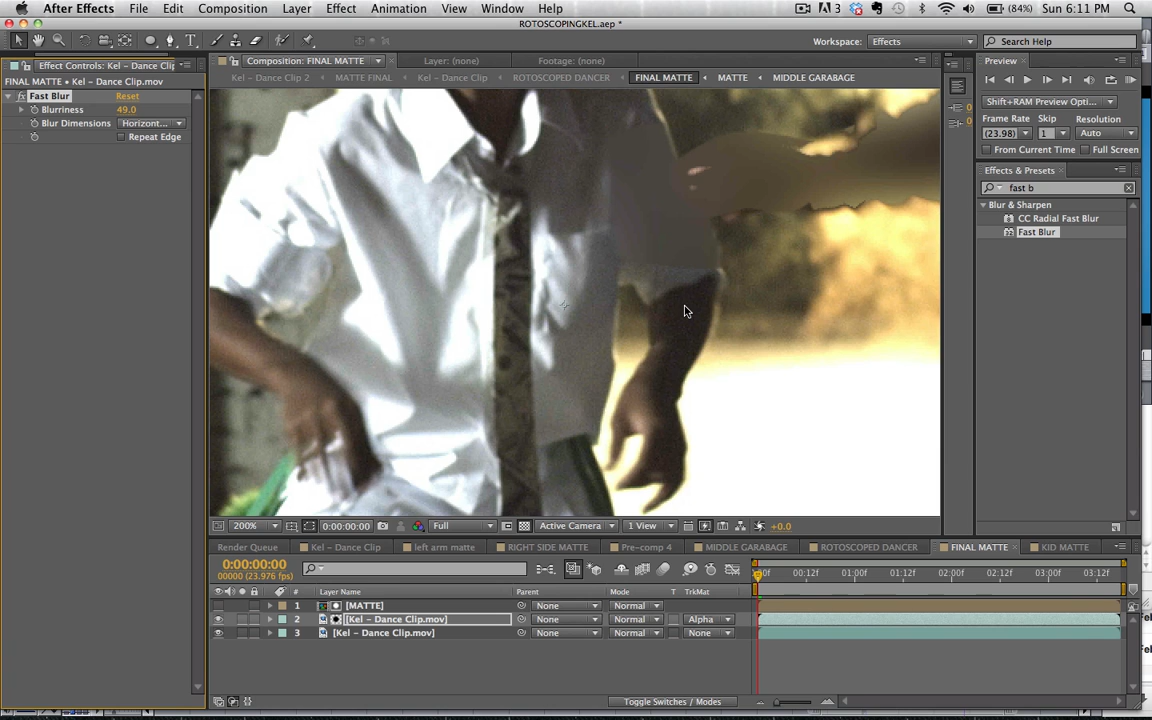 After Effects File Edit Composition Layer Effect Animation View Window Help 3 (84%) Sun 6:11 PM
ROTOSCOPINGKEL.aep *
Workspace: Effects Search Help
Effect Controls: Kel – Dance Clip Composition: FINAL MATTE Layer: (none) Footage: (none) Preview
FINAL MATTE • Kel – Dance Clip.mov Kel – Dance Clip 2 MATTE FINAL Kel – Dance Clip ROTOSCOPED DANCER FINAL MATTE MATTE MIDDLE GARABAGE
fx Fast Blur Reset
Blurriness 49.0
Blur Dimensions Horizont...
Repeat Edge
Shift+RAM Preview Opti...
Frame Rate Skip Resolution
(23.98) 1 Auto
From Current Time Full Screen
Effects & Presets
fast b
Blur & Sharpen
CC Radial Fast Blur
Fast Blur
200% 0:00:00:00 Full Active Camera 1 View +0.0
Render Queue Kel – Dance Clip left arm matte RIGHT SIDE MATTE Pre-comp 4 MIDDLE GARABAGE ROTOSCOPED DANCER FINAL MATTE KID MATTE
0:00:00:00
00000 (23.976 fps)
00:12f 01:00f 01:12f 02:00f 02:12f 03:00f 03:12f
# Layer Name Parent Mode T TrkMat
1 [MATTE] None Normal
2 [Kel – Dance Clip.mov] None Normal Alpha
3 [Kel – Dance Clip.mov] None Normal None
Toggle Switches / Modes